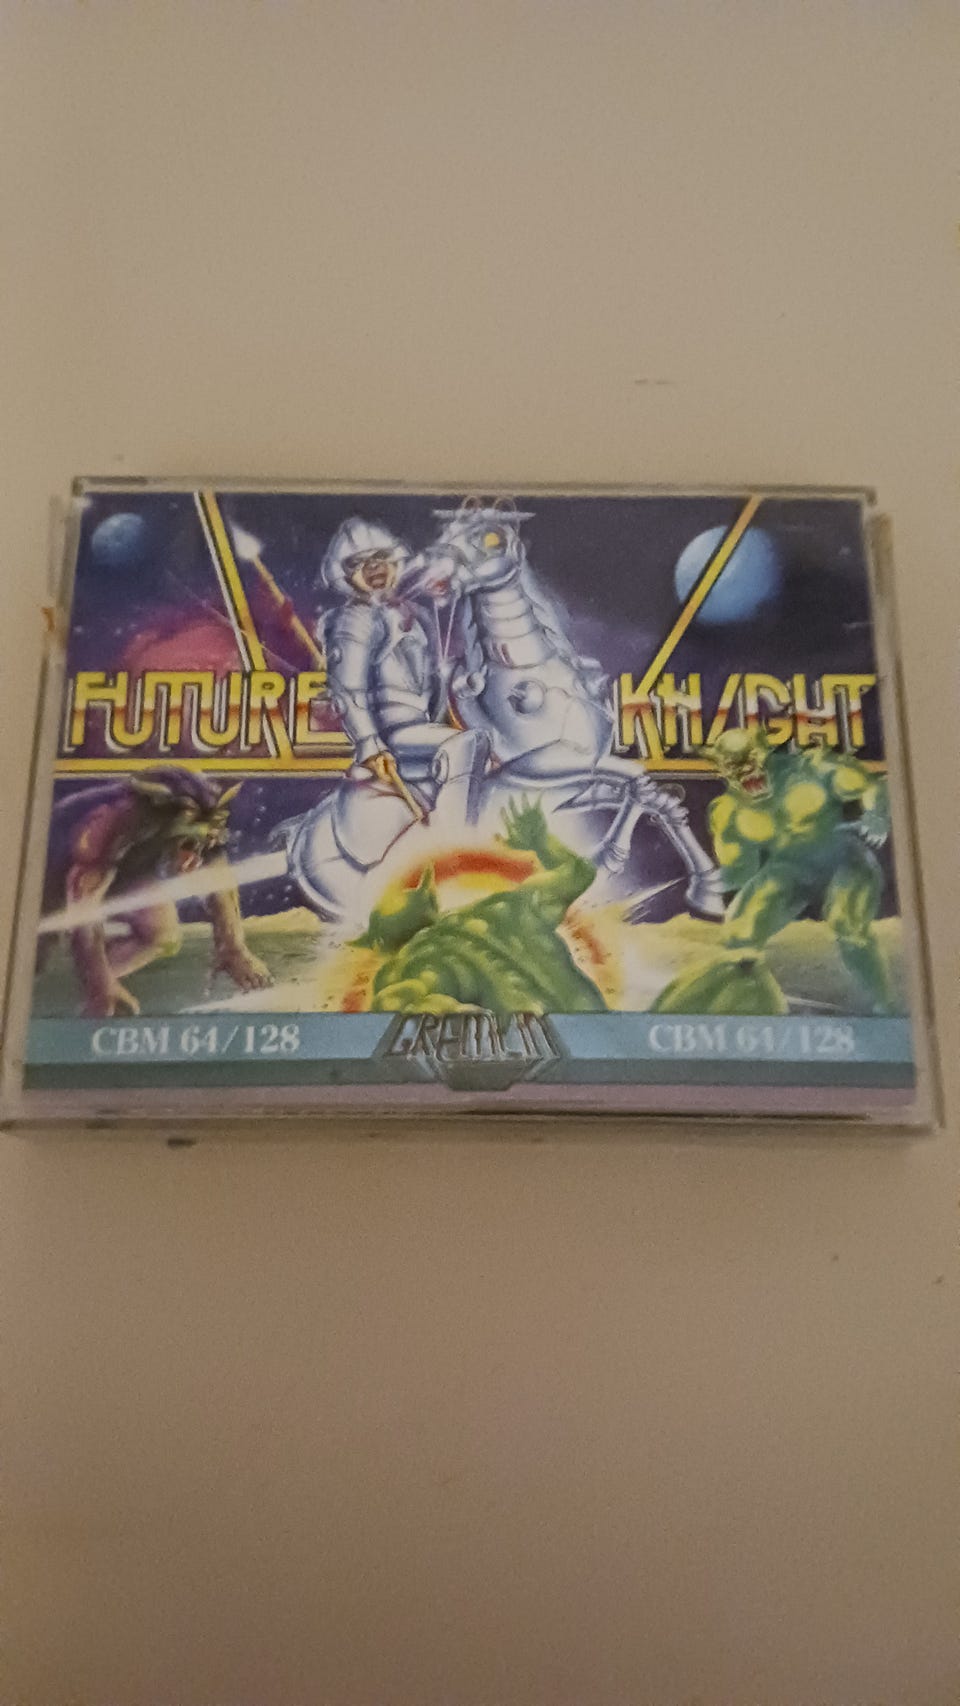 FUTURE KNIGHT
CBM 64/128 GREMLIN CBM 64/128